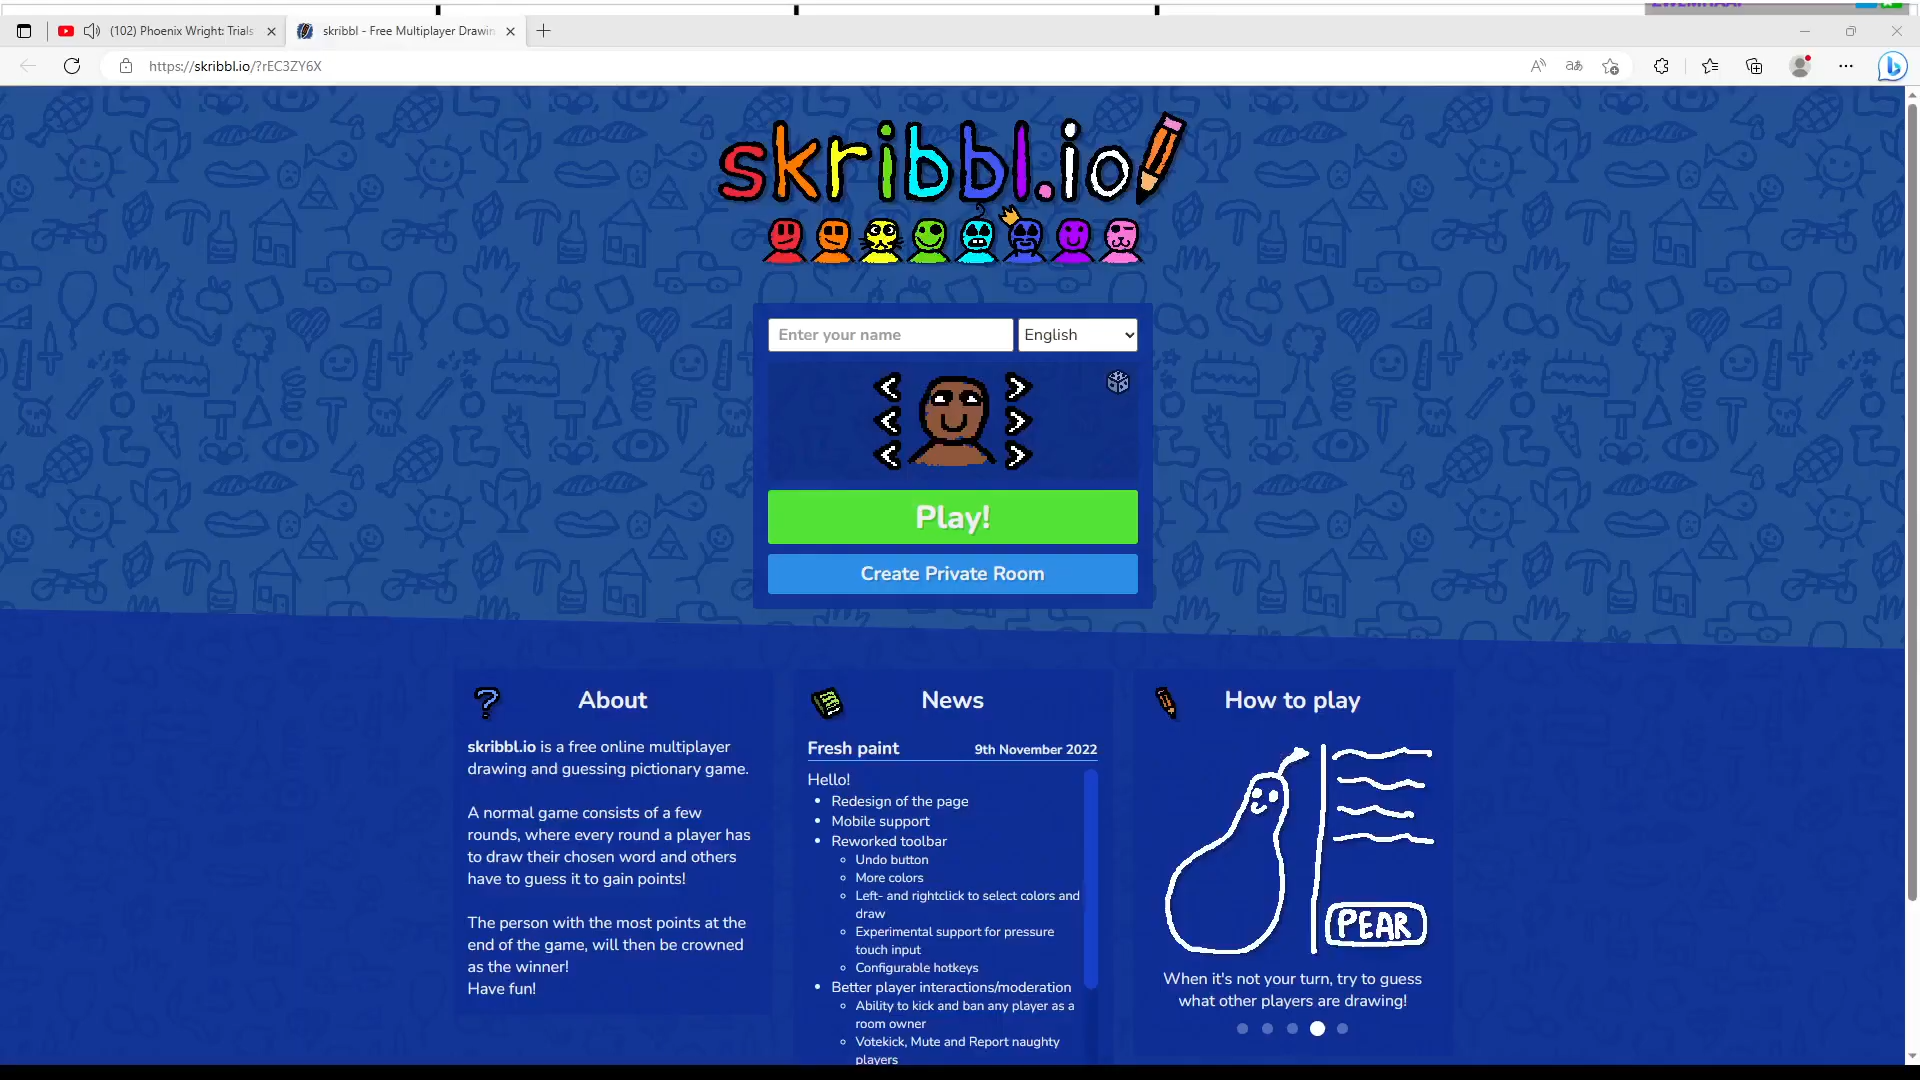 (102) Phoenix Wright: Trials
skribbl - Free Multiplayer Drawin
https://skribbl.io/?rEC3ZY6X
skribbl.io
Enter your name
English
Play!
Create Private Room
About
skribbl.io is a free online multiplayer
drawing and guessing pictionary game.
A normal game consists of a few
rounds, where every round a player has
to draw their chosen word and others
have to guess it to gain points!
The person with the most points at the
end of the game, will then be crowned
as the winner!
Have fun!
News
Fresh paint 9th November 2022
Hello!
Redesign of the page
Mobile support
Reworked toolbar
Undo button
More colors
Left- and rightclick to select colors and
draw
Experimental support for pressure
touch input
Configurable hotkeys
Better player interactions/moderation
Ability to kick and ban any player as a
room owner
Votekick, Mute and Report naughty
players
How to play
PEAR
When it's not your turn, try to guess
what other players are drawing!